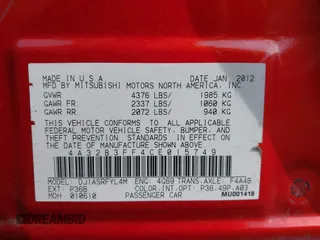 MADE IN U S A DATE JAN 2012
MFD BY MITSUBISHI MOTORS NORTH AMERICA, INC.
GVWR 4376 LBS/ 1985 KG
GAWR FR 2337 LBS/ 1060 KG
GAWR RR 2072 LBS/ 940 KG
THIS VEHICLE CONFORMS TO ALL APPLICABLE
FEDERAL MOTOR VEHICLE SAFETY, BUMPER, AND
THEFT PREVENTION STANDARDS IN EFFECT ON
THE DATE OF MANUFACTURE SHOWN ABOVE.
4A32B3FF4CE015749
MODEL: DJ1ASRFYL4M ENG: 4G69 TRANS.AXLE: F4A4B
EXT: P36B COLOR.INT.OPT: P36.49P.A03
MDH 010610 PASSENGER CAR MU001418
© RideAmbid